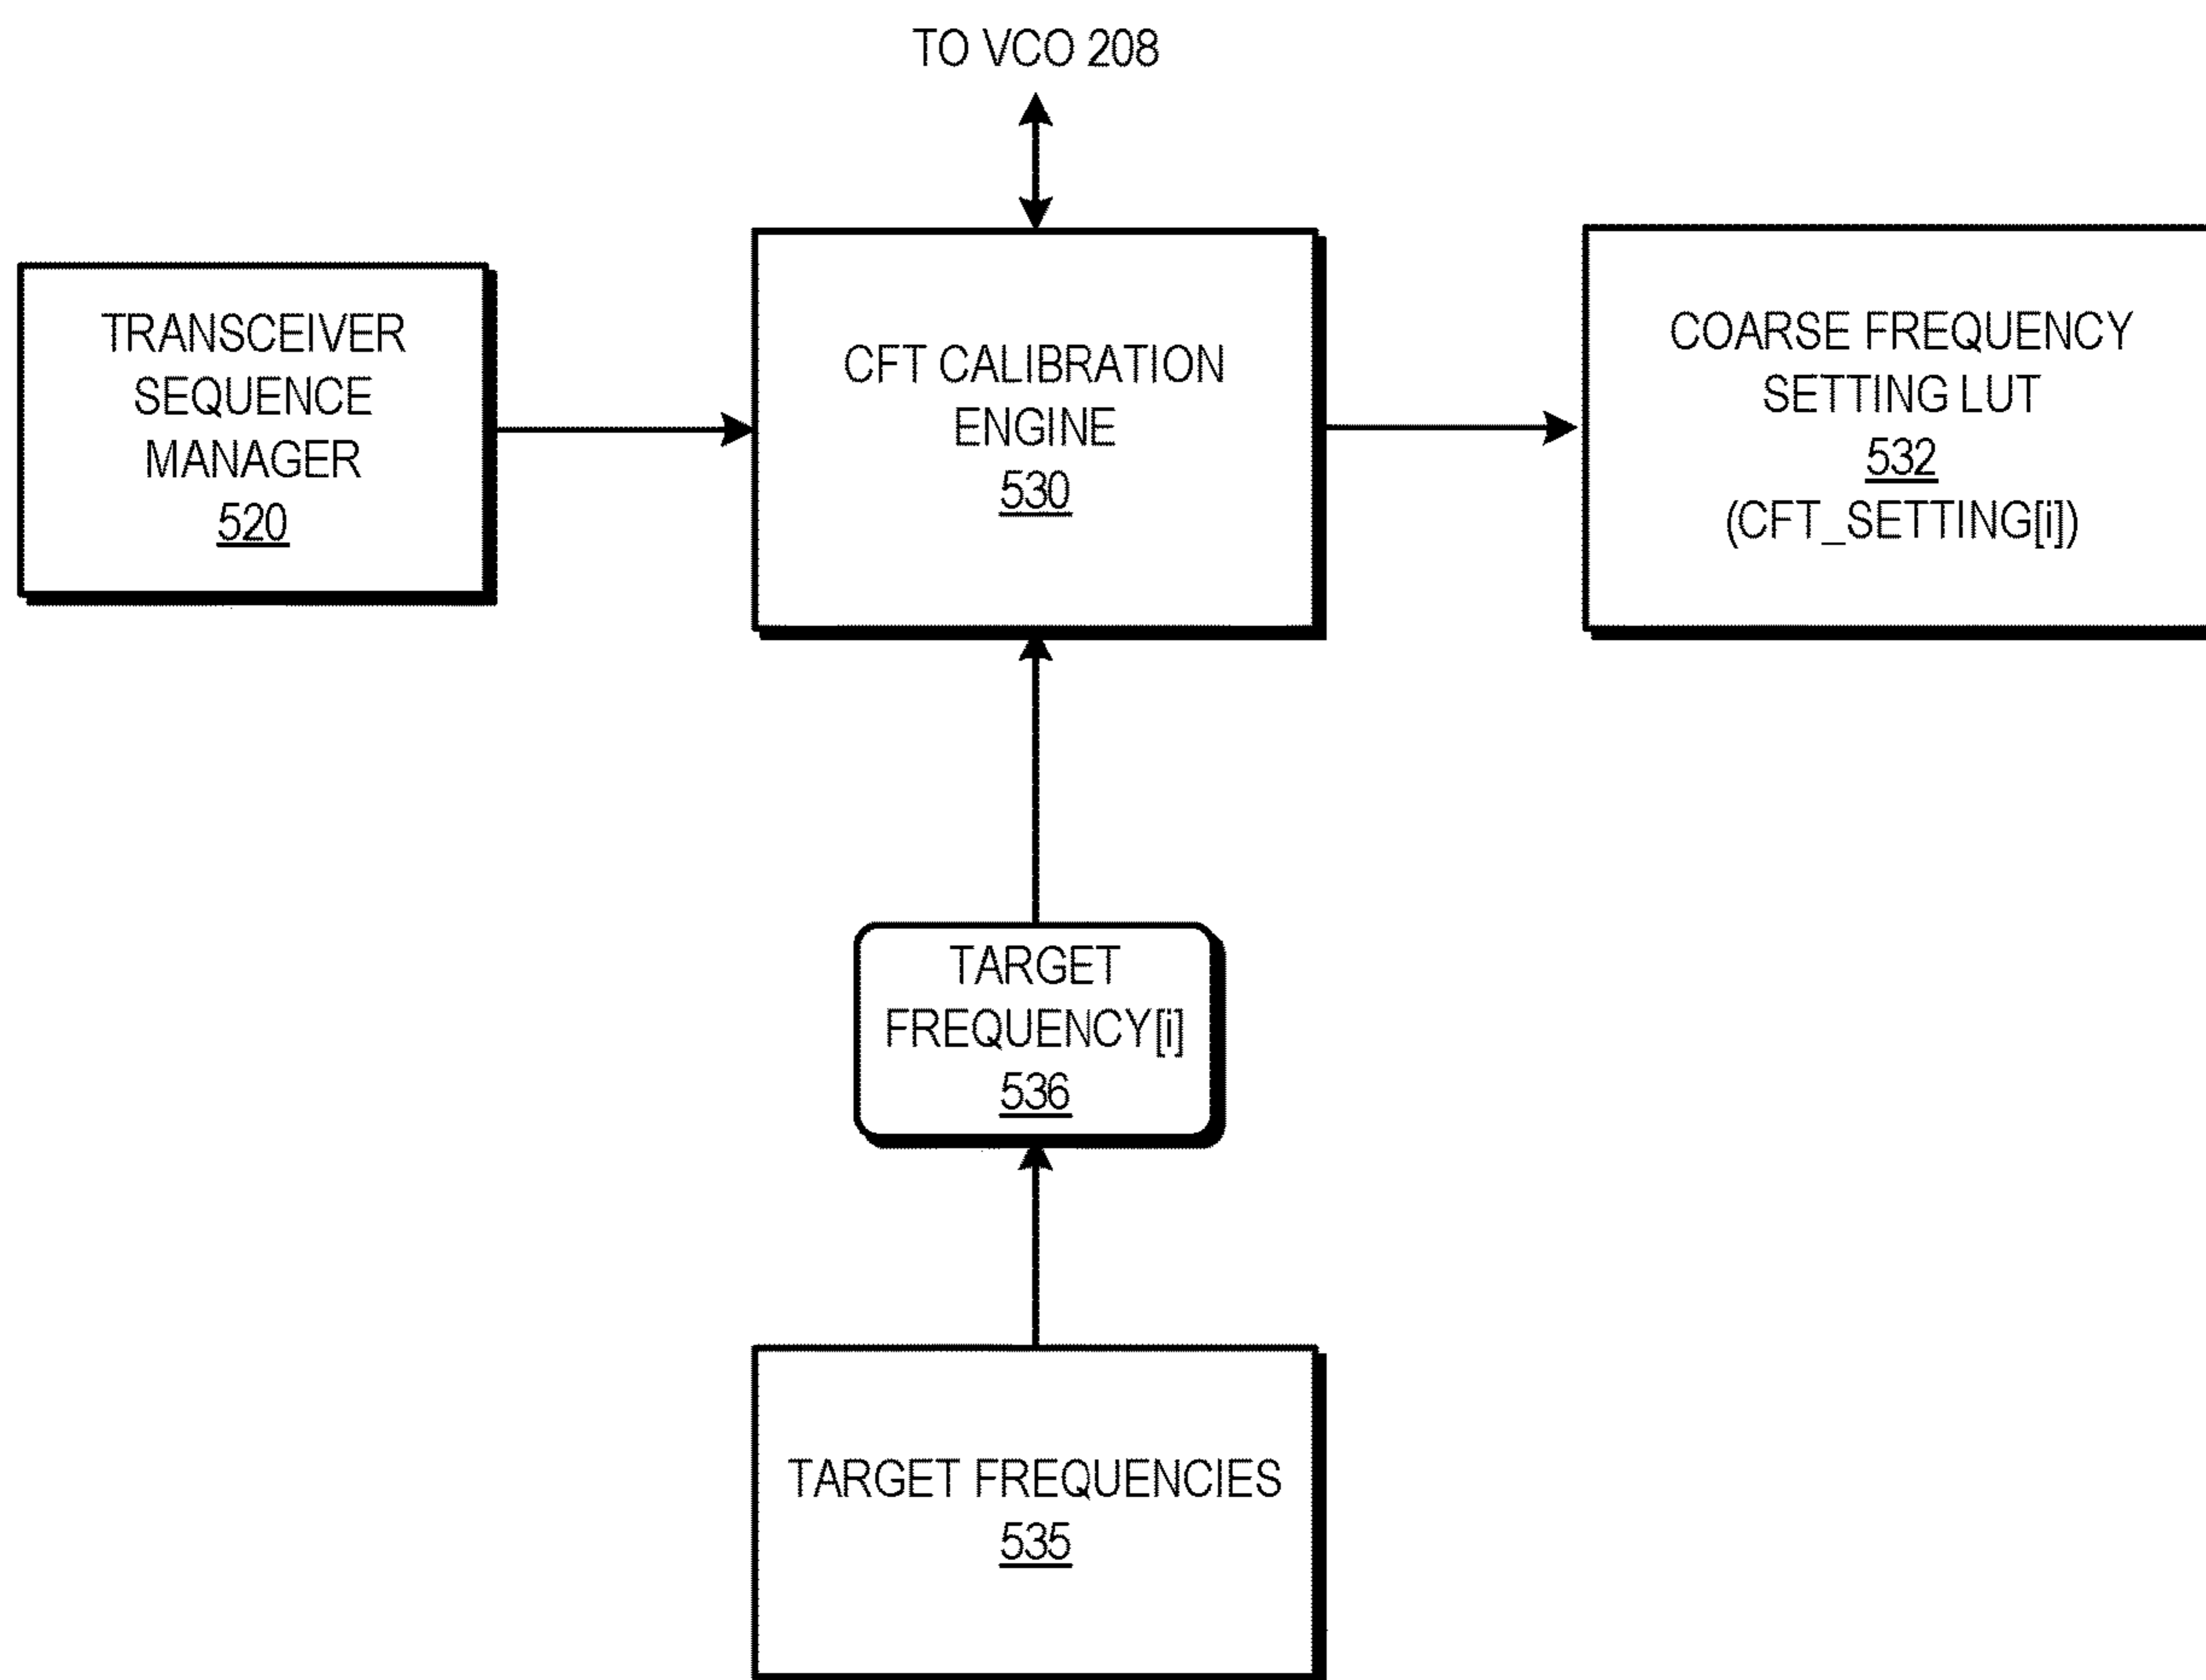 TO VCO 208
TRANSCEIVER
SEQUENCE
MANAGER
520
CFT CALIBRATION
ENGINE
530
COARSE FREQUENCY
SETTING LUT
532
(CFT_SETTING[i])
TARGET
FREQUENCY[i]
536
TARGET FREQUENCIES
535